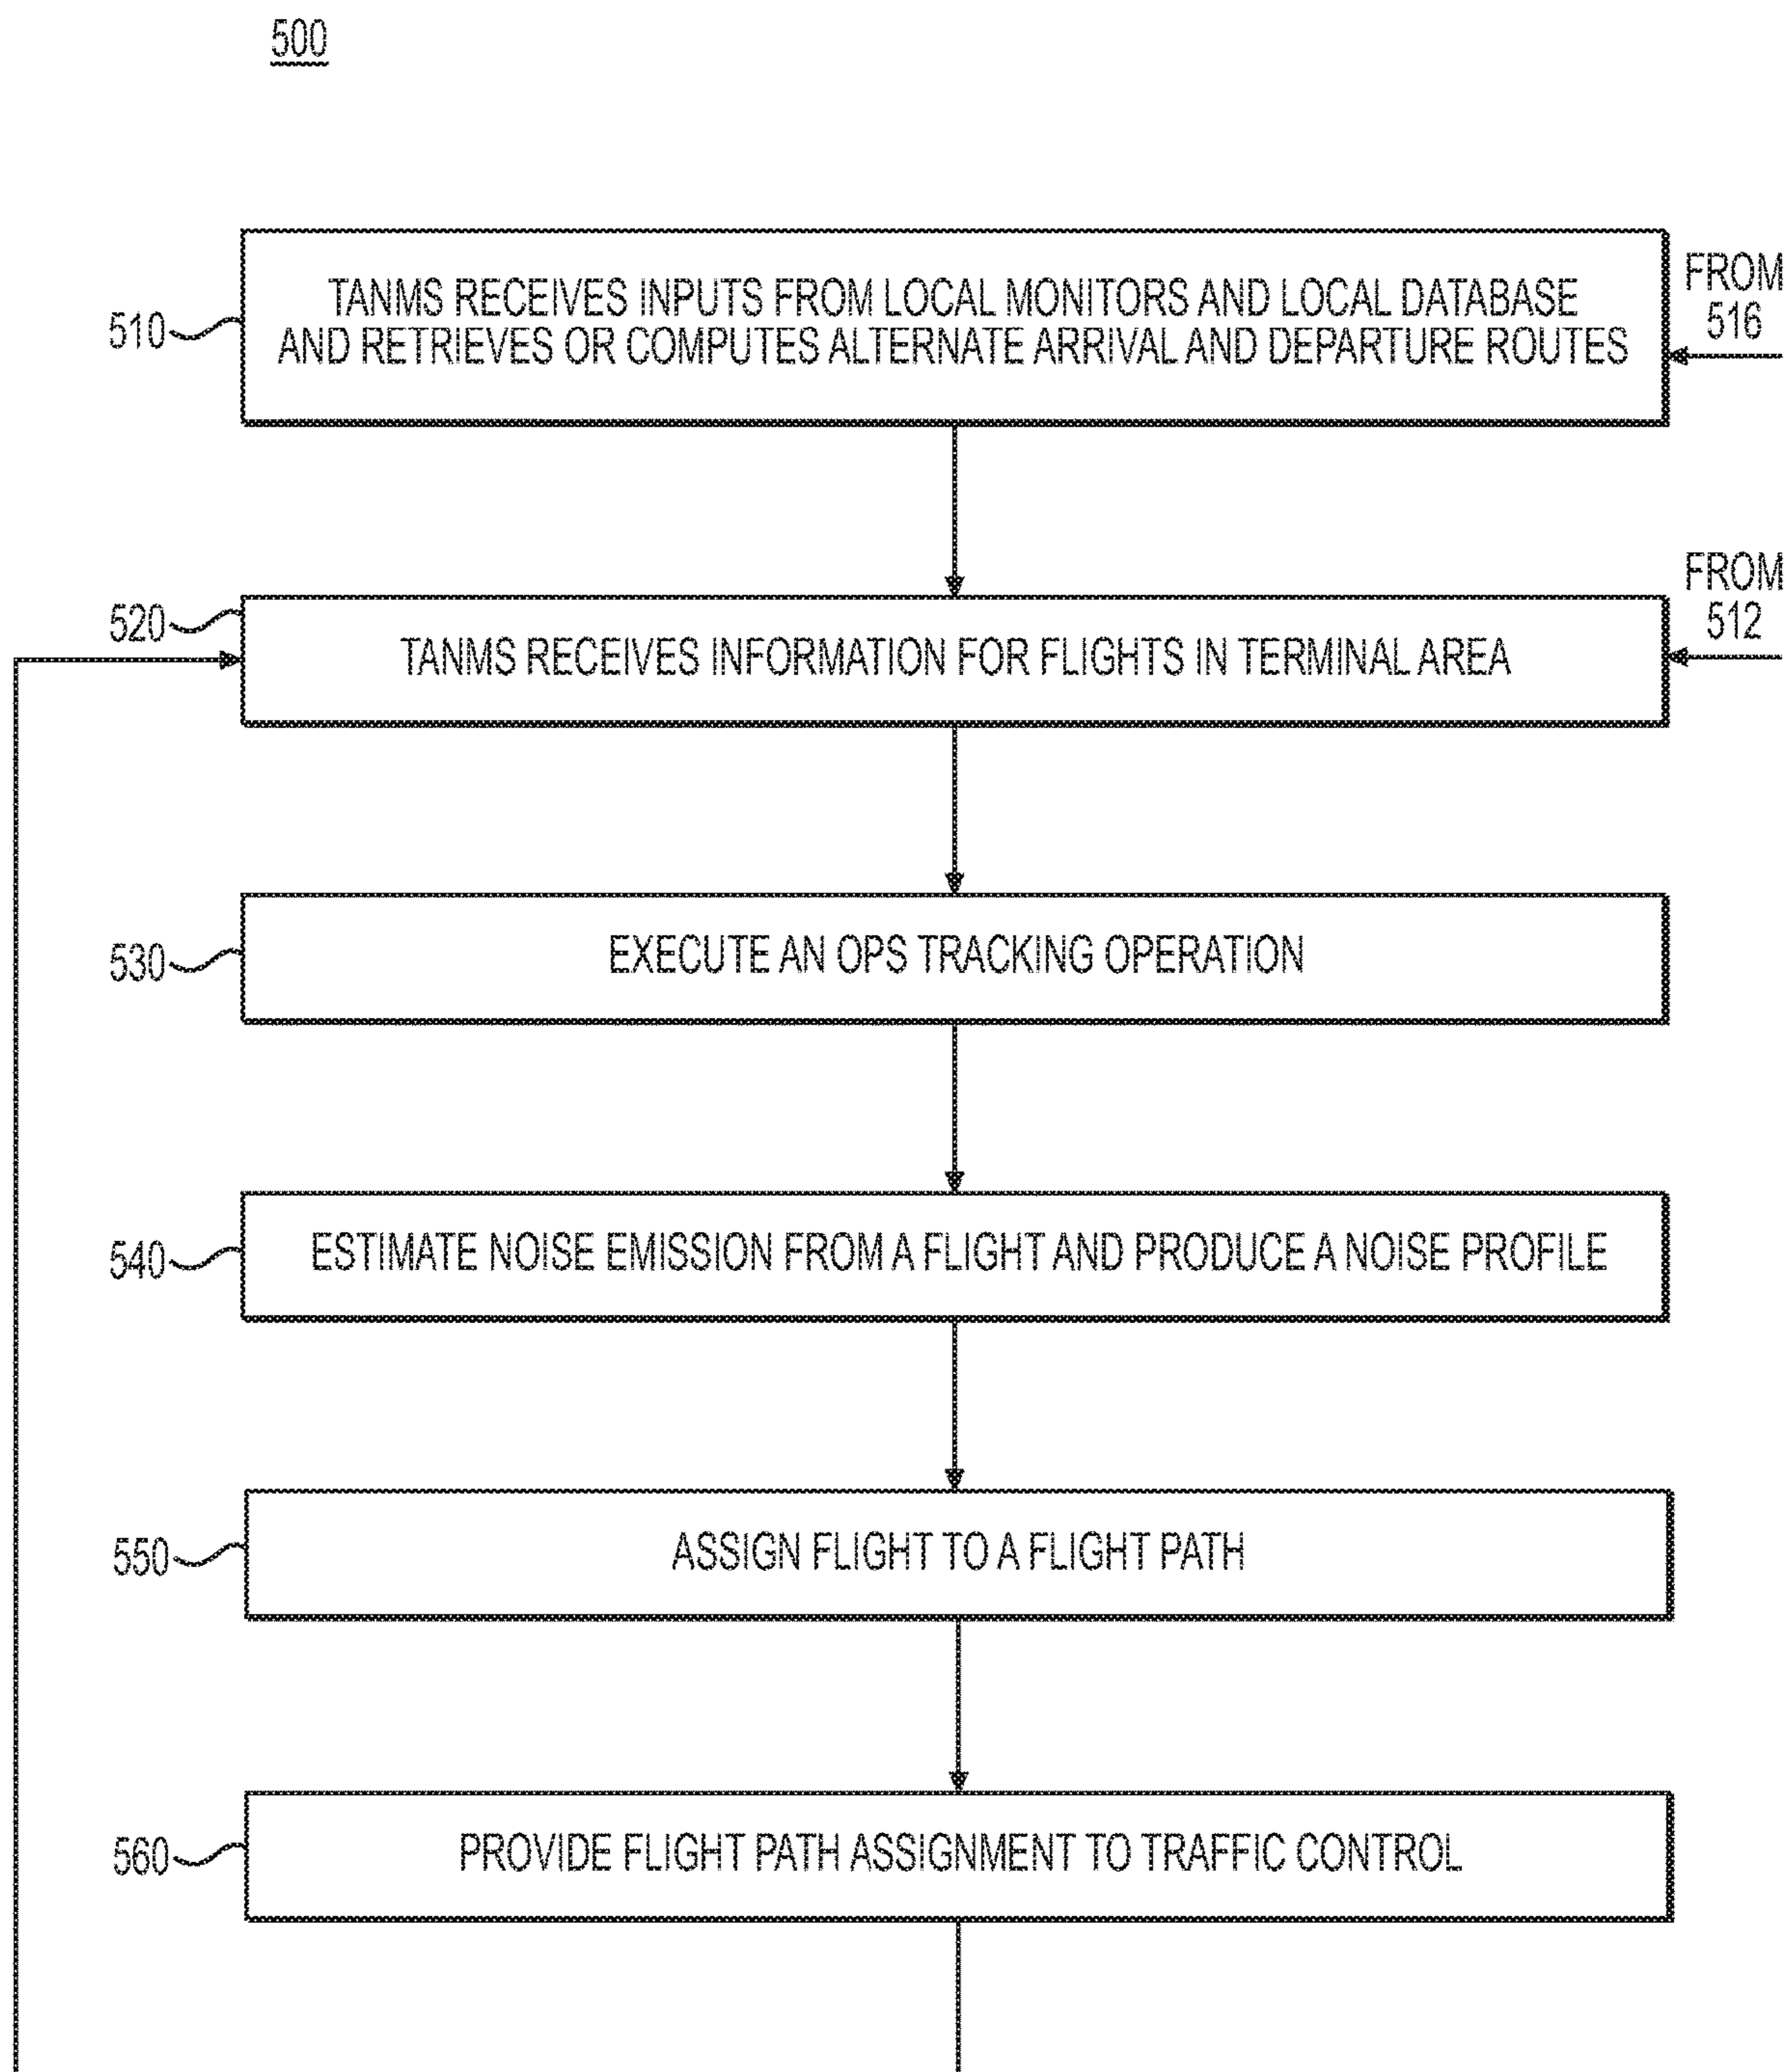 500
TANMS RECEIVES INPUTS FROM LOCAL MONITORS AND LOCAL DATABASE
AND RETRIEVES OR COMPUTES ALTERNATE ARRIVAL AND DEPARTURE ROUTES
510
FROM
516
TANMS RECEIVES INFORMATION FOR FLIGHTS IN TERMINAL AREA
520
FROM
512
EXECUTE AN OPS TRACKING OPERATION
530
ESTIMATE NOISE EMISSION FROM A FLIGHT AND PRODUCE A NOISE PROFILE
540
ASSIGN FLIGHT TO A FLIGHT PATH
550
PROVIDE FLIGHT PATH ASSIGNMENT TO TRAFFIC CONTROL
560